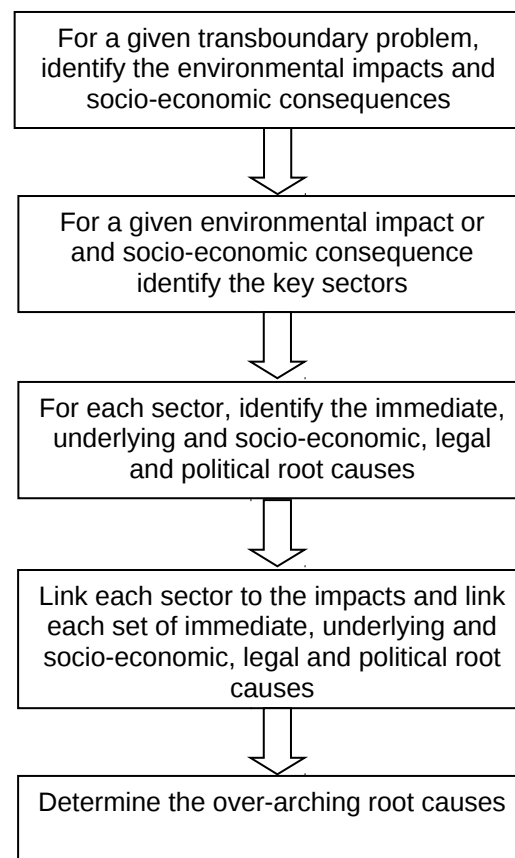 For a given transboundary problem,
identify the environmental impacts and
socio-economic consequences
For a given environmental impact or
and socio-economic consequence
identify the key sectors
For each sector, identify the immediate,
underlying and socio-economic, legal
and political root causes
Link each sector to the impacts and link
each set of immediate, underlying and
socio-economic, legal and political root
causes
Determine the over-arching root causes